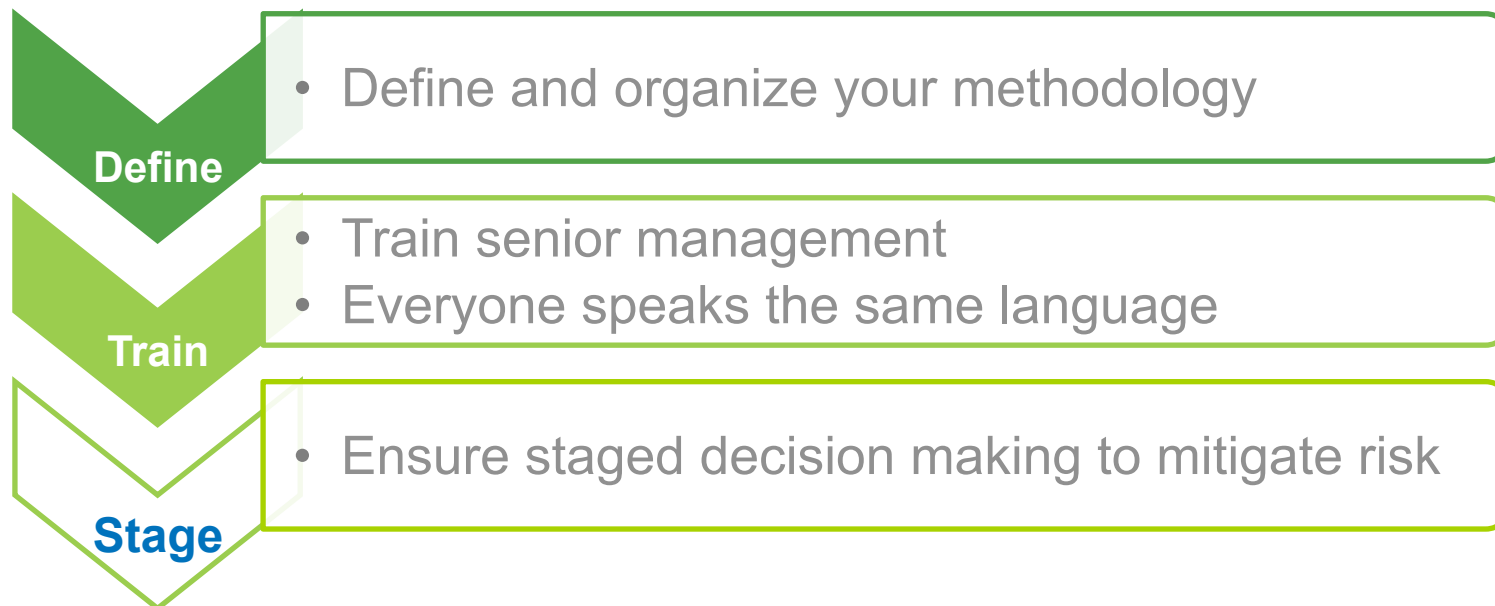 • Define and organize your methodology
Define
• Train senior management
• Everyone speaks the same language
Train
• Ensure staged decision making to mitigate risk
Stage